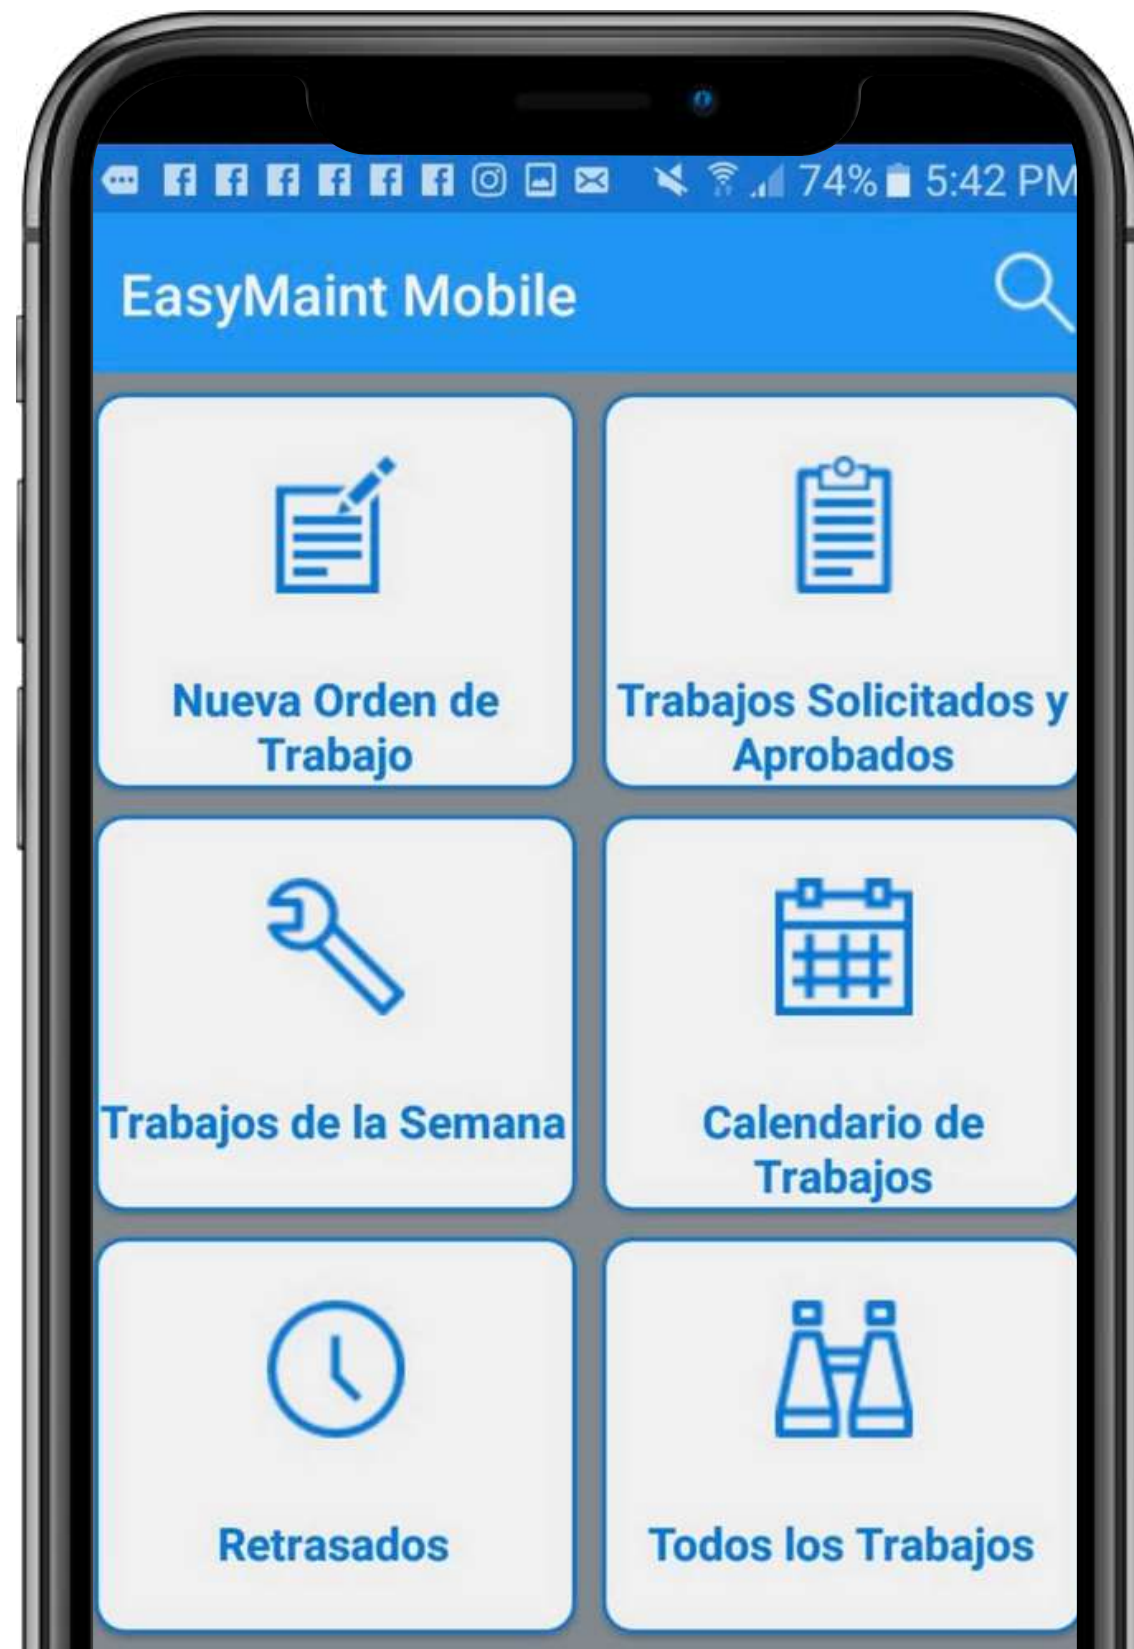 74% 5:42 PM
EasyMaint Mobile
Nueva Orden de
Trabajo
Trabajos Solicitados y
Aprobados
Trabajos de la Semana
Calendario de
Trabajos
Retrasados
Todos los Trabajos